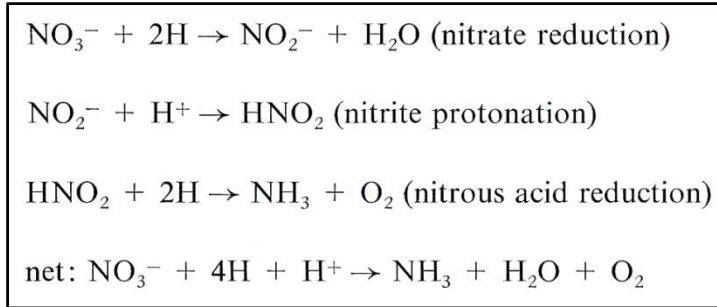 NO₃⁻ + 2H → NO₂⁻ + H₂O (nitrate reduction)
NO₂⁻ + H⁺ → HNO₂ (nitrite protonation)
HNO₂ + 2H → NH₃ + O₂ (nitrous acid reduction)
net: NO₃⁻ + 4H + H⁺ → NH₃ + H₂O + O₂